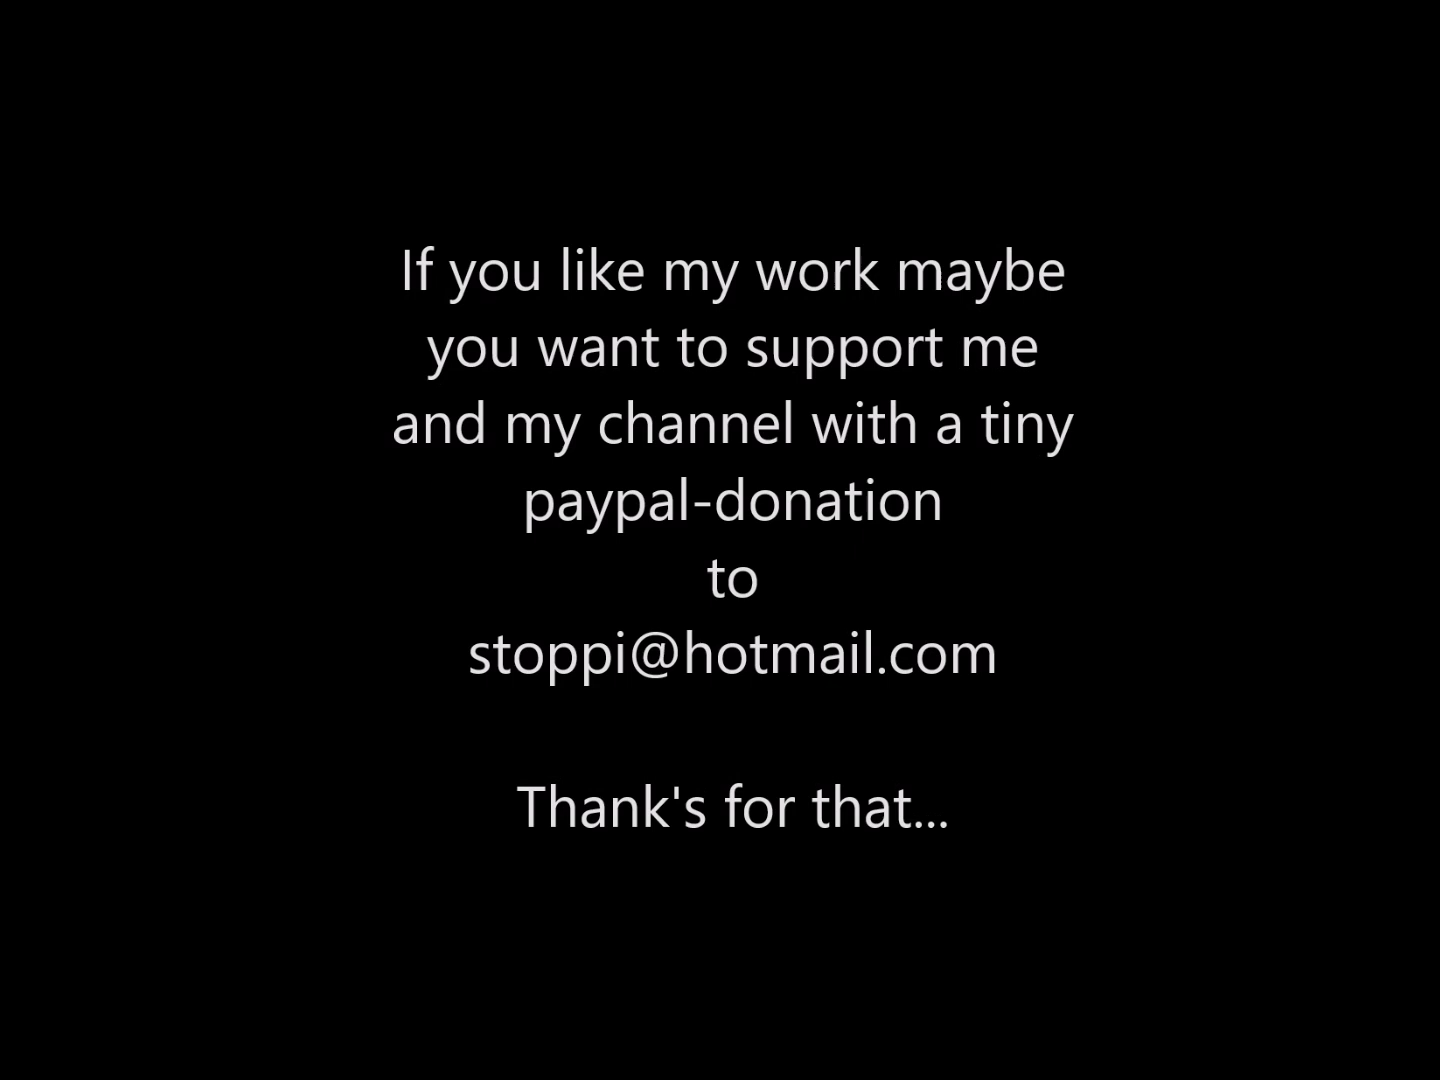 If you like my work maybe
you want to support me
and my channel with a tiny
paypal-donation
to
stoppi@hotmail.com
Thank's for that...